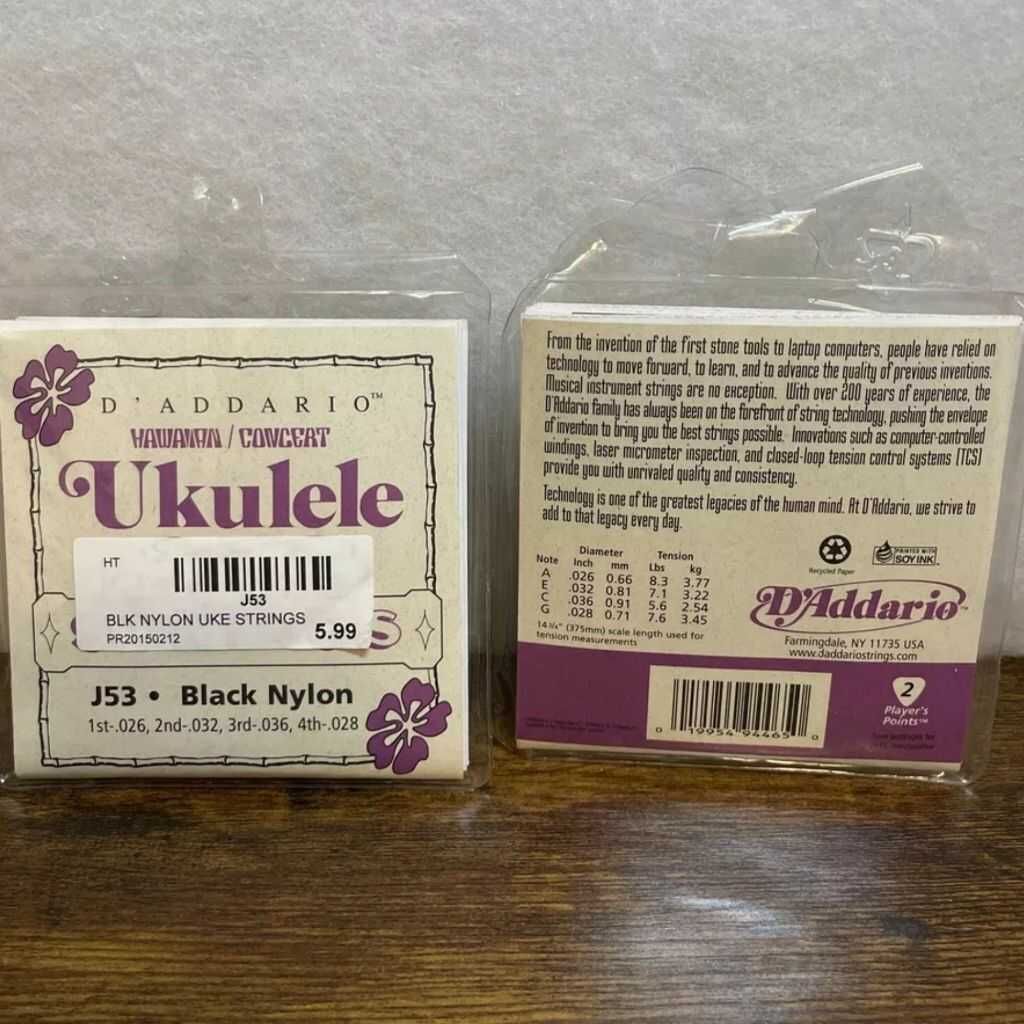 D'ADDARIO™
HAWAIIAN / CONCERT
Ukulele
HT
J53
BLK NYLON UKE STRINGS
PR20150212
5.99
S
J53 • Black Nylon
1st-.026, 2nd-.032, 3rd-.036, 4th-.028
From the invention of the first stone tools to laptop computers, people have relied on
technology to move forward, to learn, and to advance the quality of previous inventions.
Musical instrument strings are no exception. With over 200 years of experience, the
D'Addario family has always been on the forefront of string technology, pushing the envelope
of invention to bring you the best strings possible. Innovations such as computer-controlled
windings, laser micrometer inspection, and closed-loop tension control systems (TCS)
provide you with unrivaled quality and consistency.
Technology is one of the greatest legacies of the human mind. At D'Addario, we strive to
add to that legacy every day.
Diameter Tension
Note Inch mm Lbs kg
A .026 0.66 8.3 3.77
E .032 0.81 7.1 3.22
C .036 0.91 5.6 2.54
G .028 0.71 7.6 3.45
14 3/4" (375mm) scale length used for
tension measurements
Recycled Paper
PRINTED WITH
SOY INK™
D'Addario™
Farmingdale, NY 11735 USA
www.daddariostrings.com
0 19954 94465 0
2
Player's
Points™